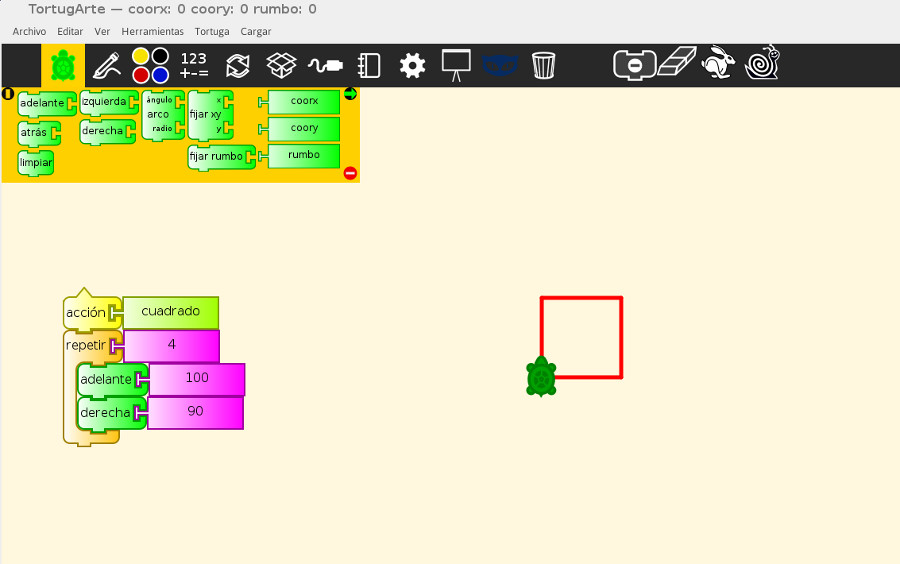 TortugArte — coorx: 0 coory: 0 rumbo: 0
Archivo Editar Ver Herramientas Tortuga Cargar
123
+-=
adelante izquierda ángulo arco radio x fijar xy y coorx
atrás derecha coory
limpiar fijar rumbo rumbo
acción cuadrado
repetir 4
adelante 100
derecha 90